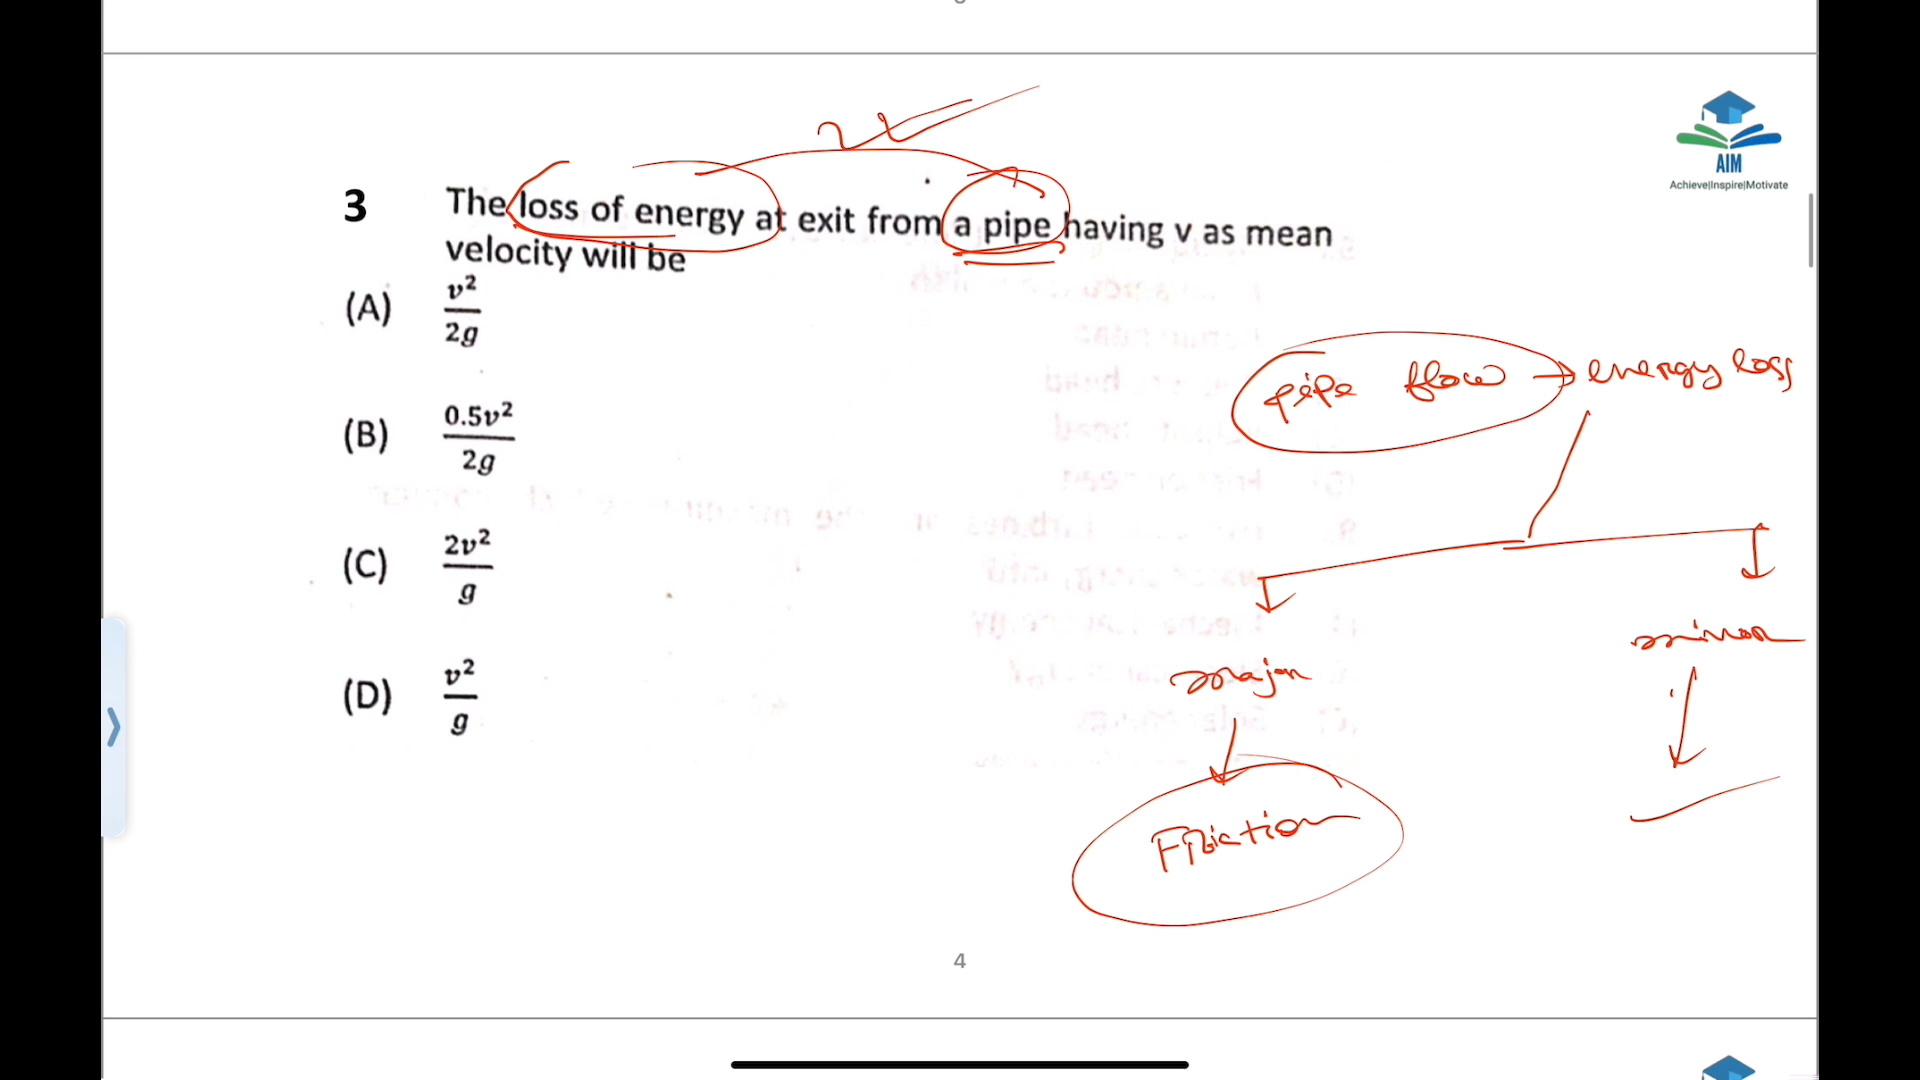 AIM
Achieve|Inspire|Motivate
3 The loss of energy at exit from a pipe having v as mean
velocity will be
(A) v²/2g
(B) 0.5v²/2g
(C) 2v²/g
(D) v²/g
pipe flow → energy loss
major
minor
Friction
4